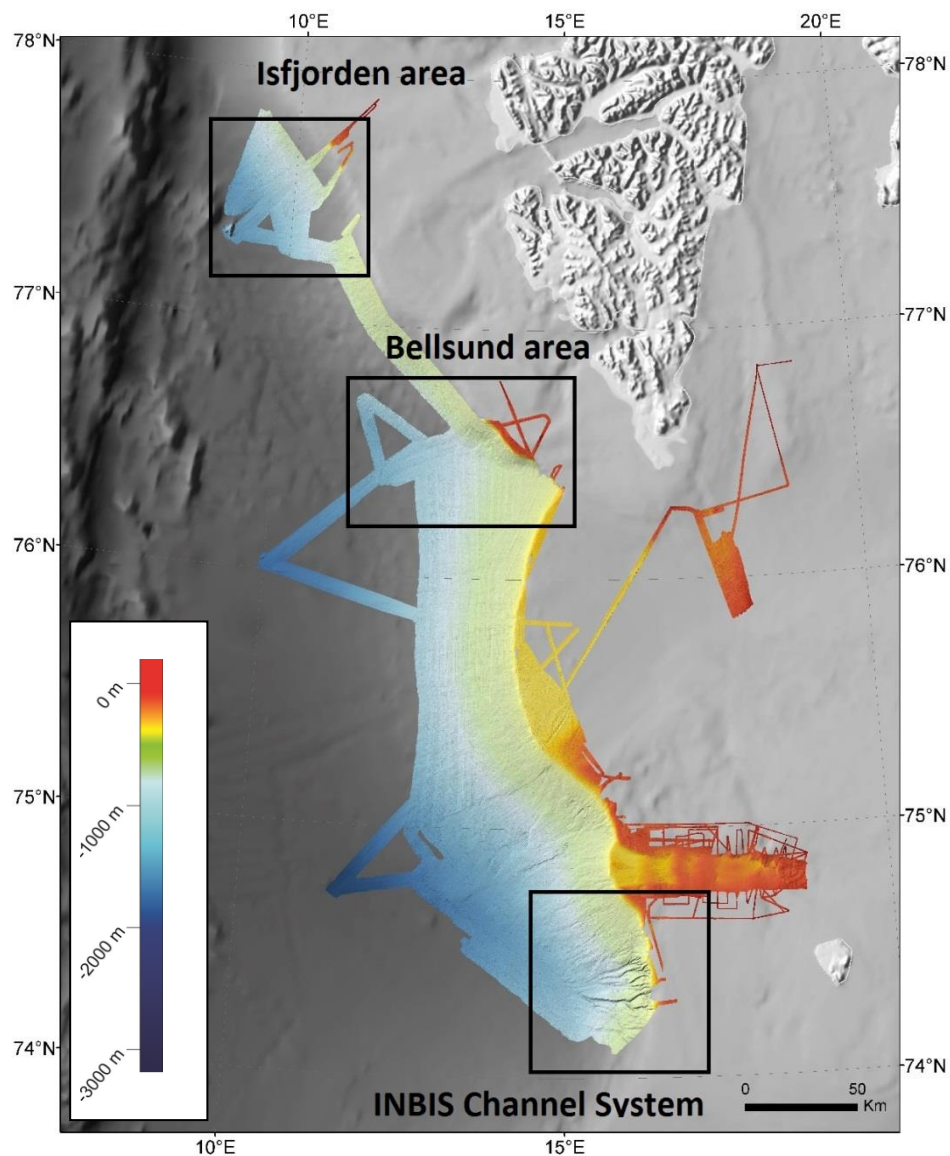 10°E 15°E 20°E
78°N 78°N
Isfjorden area
77°N 77°N
Bellsund area
76°N 76°N
0 m
-1000 m
-2000 m
-3000 m
75°N 75°N
74°N 74°N
INBIS Channel System
0 50
Km
10°E 15°E